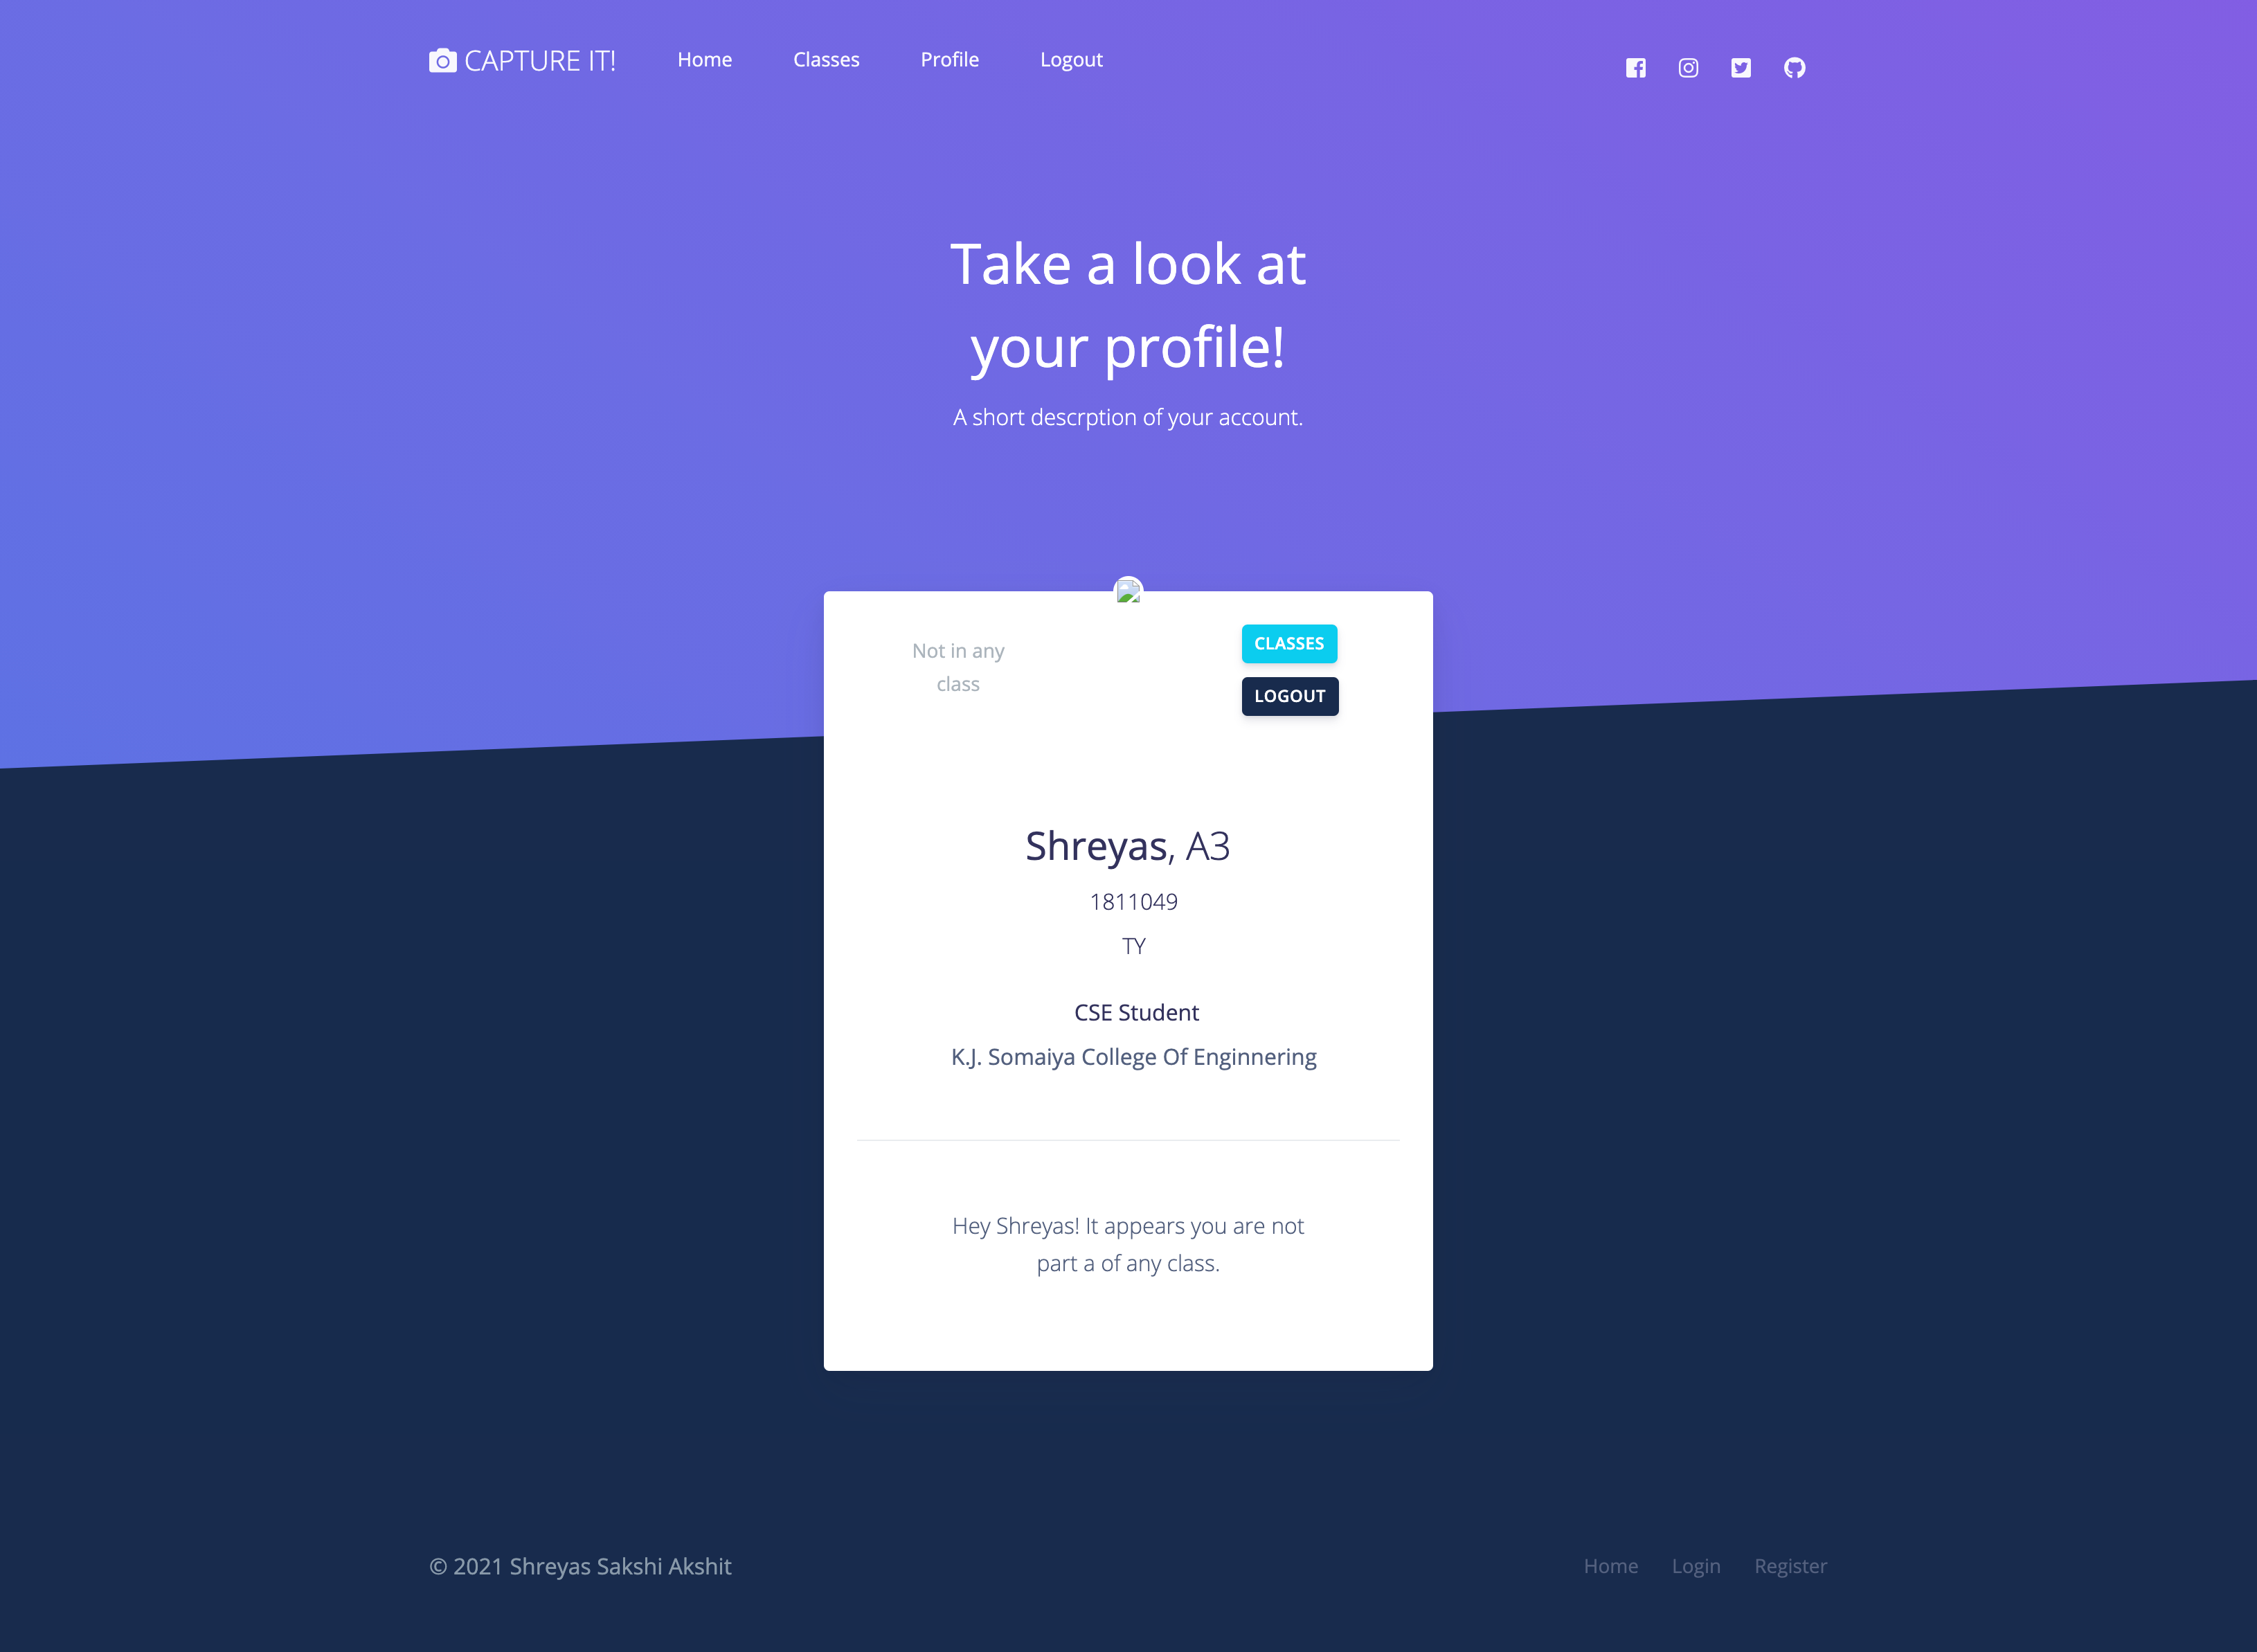 CAPTURE IT!
Home
Classes
Profile
Logout
Take a look at
your profile!
A short descrption of your account.
Not in any
class
CLASSES
LOGOUT
Shreyas, A3
1811049
TY
CSE Student
K.J. Somaiya College Of Enginnering
Hey Shreyas! It appears you are not
part a of any class.
© 2021 Shreyas Sakshi Akshit
Home
Login
Register